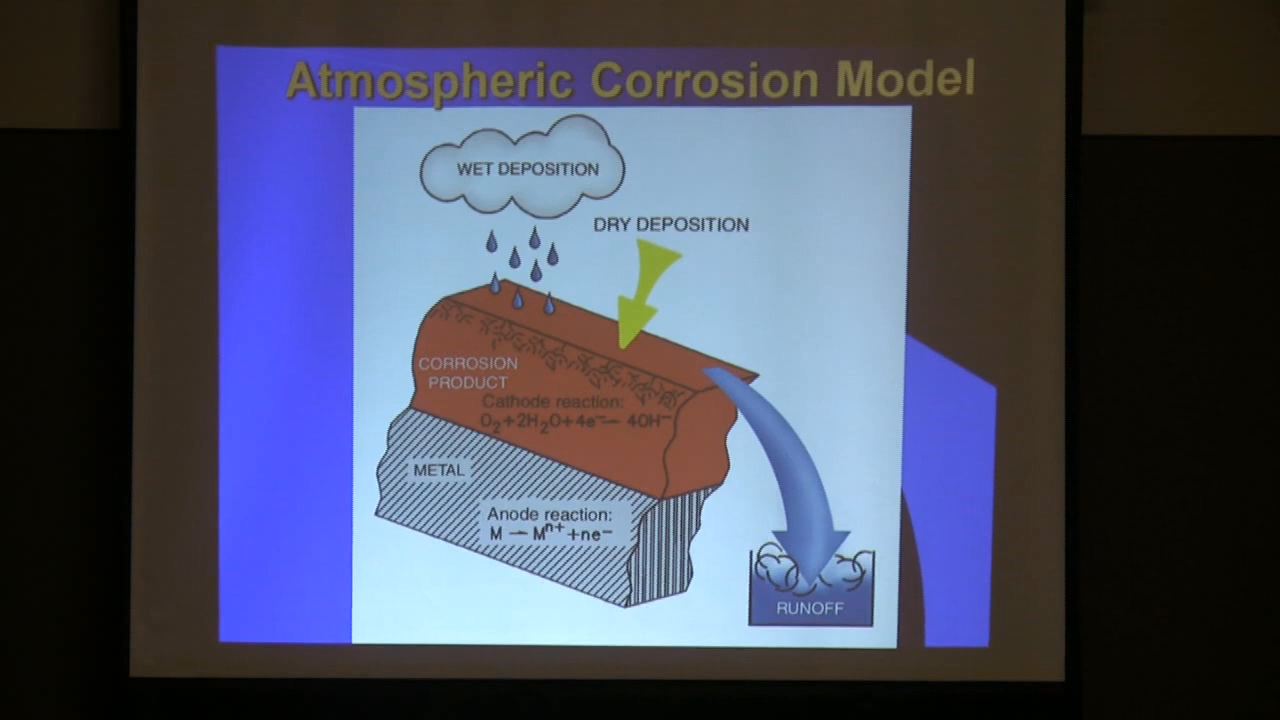 Atmospheric Corrosion Model
WET DEPOSITION
DRY DEPOSITION
CORROSION
PRODUCT
Cathode reaction:
O₂+2H₂O+4e⁻— 4OH⁻
METAL
Anode reaction:
M — Mⁿ⁺+ne⁻
RUNOFF